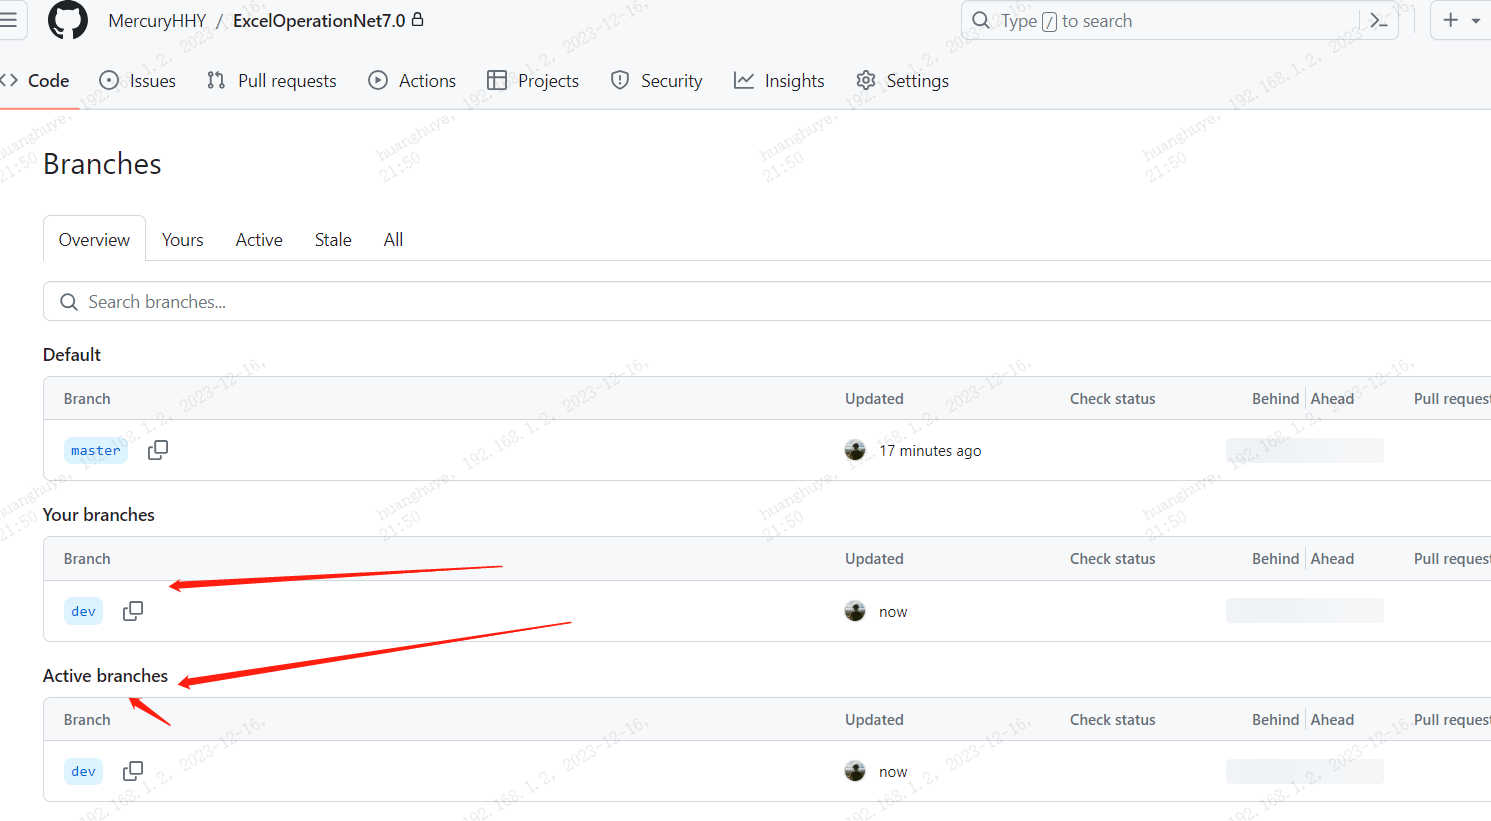 MercuryHHY / ExcelOperationNet7.0
Type / to search
Code Issues Pull requests Actions Projects Security Insights Settings
Branches
Overview Yours Active Stale All
Search branches...
Default
Branch Updated Check status Behind Ahead Pull request
master 17 minutes ago
Your branches
Branch Updated Check status Behind Ahead Pull request
dev now
Active branches
Branch Updated Check status Behind Ahead Pull request
dev now
huanghuye, 192.168.1.2, 2023-12-16,
21:50